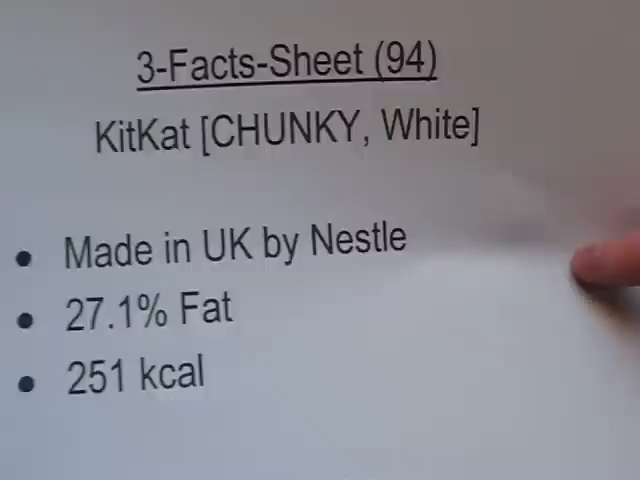 3-Facts-Sheet (94)
KitKat [CHUNKY, White]
• Made in UK by Nestle
• 27.1% Fat
• 251 kcal